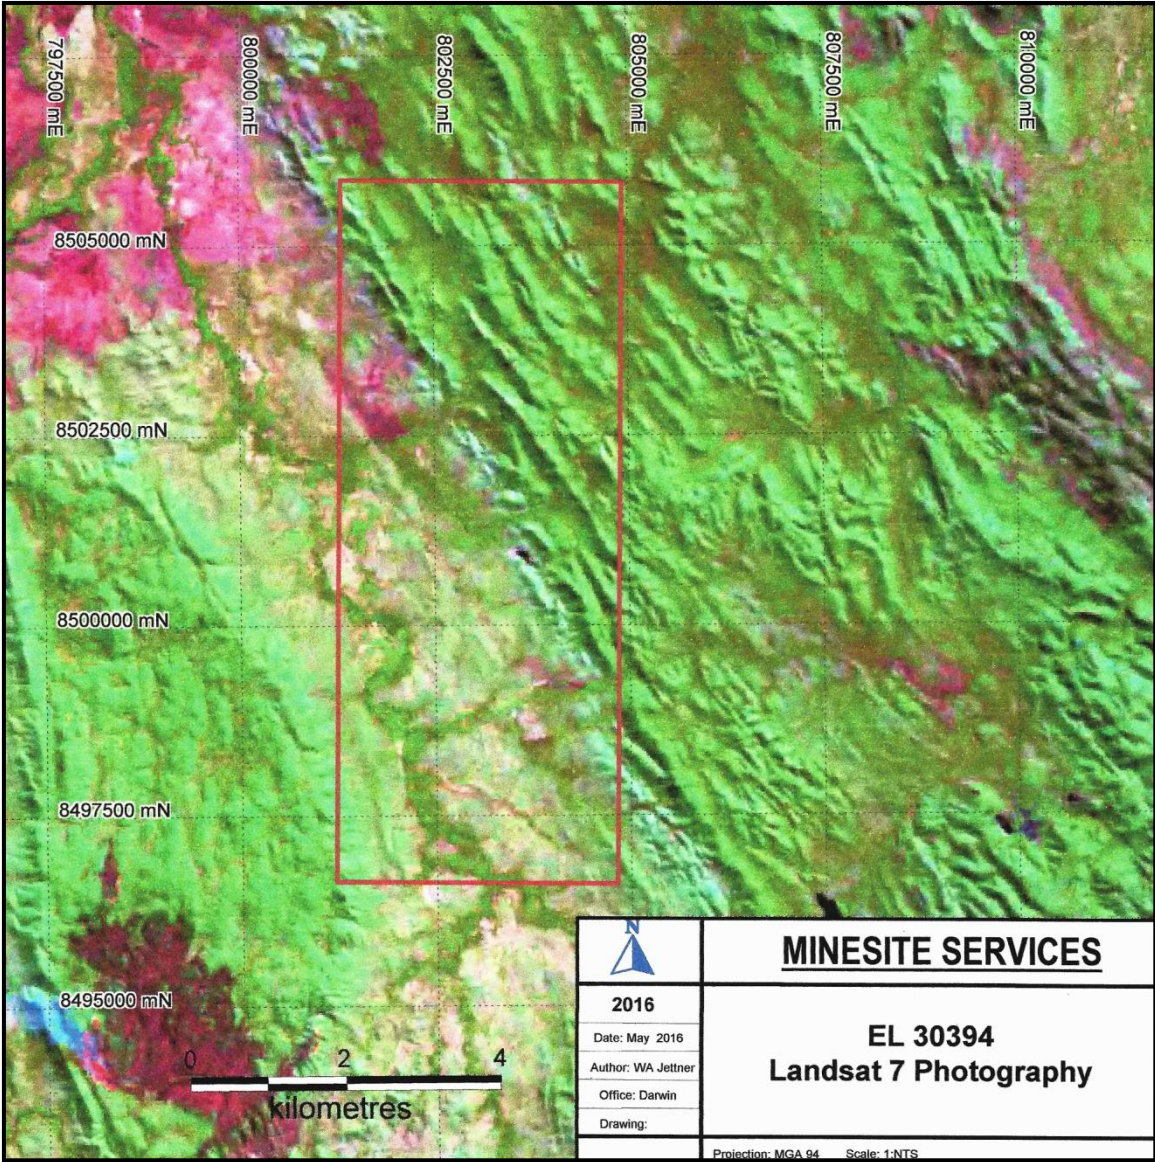 797500 mE
800000 mE
802500 mE
805000 mE
807500 mE
810000 mE
8505000 mN
8502500 mN
8500000 mN
8497500 mN
8495000 mN
0 2 4
kilometres
N
MINESITE SERVICES
2016
Date: May 2016
Author: WA Jettner
Office: Darwin
Drawing:
EL 30394
Landsat 7 Photography
Projection: MGA 94 Scale: 1:NTS